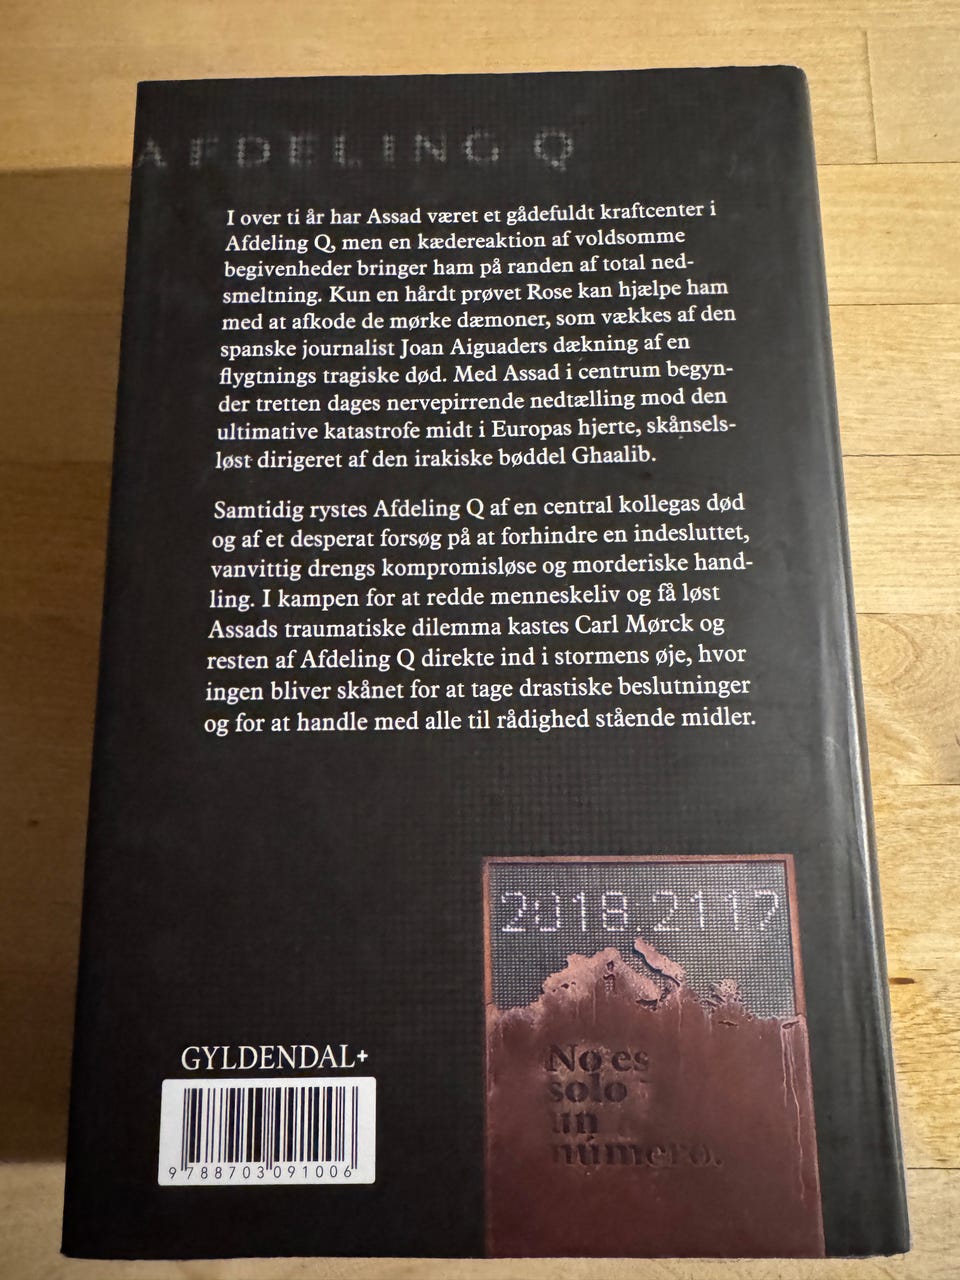 AFDELING Q
I over ti år har Assad været et gådefuldt kraftcenter i
Afdeling Q, men en kædereaktion af voldsomme
begivenheder bringer ham på randen af total ned-
smeltning. Kun en hårdt prøvet Rose kan hjælpe ham
med at afkode de mørke dæmoner, som vækkes af den
spanske journalist Joan Aiguaders dækning af en
flygtnings tragiske død. Med Assad i centrum begyn-
der tretten dages nervepirrende nedtælling mod den
ultimative katastrofe midt i Europas hjerte, skånsels-
løst dirigeret af den irakiske bøddel Ghaalib.
Samtidig rystes Afdeling Q af en central kollegas død
og af et desperat forsøg på at forhindre en indesluttet,
vanvittig drengs kompromisløse og morderiske hand-
ling. I kampen for at redde menneskeliv og få løst
Assads traumatiske dilemma kastes Carl Mørck og
resten af Afdeling Q direkte ind i stormens øje, hvor
ingen bliver skånet for at tage drastiske beslutninger
og for at handle med alle til rådighed stående midler.
2018.2117
No es
solo
un
número.
GYLDENDAL+
9 788703 091006